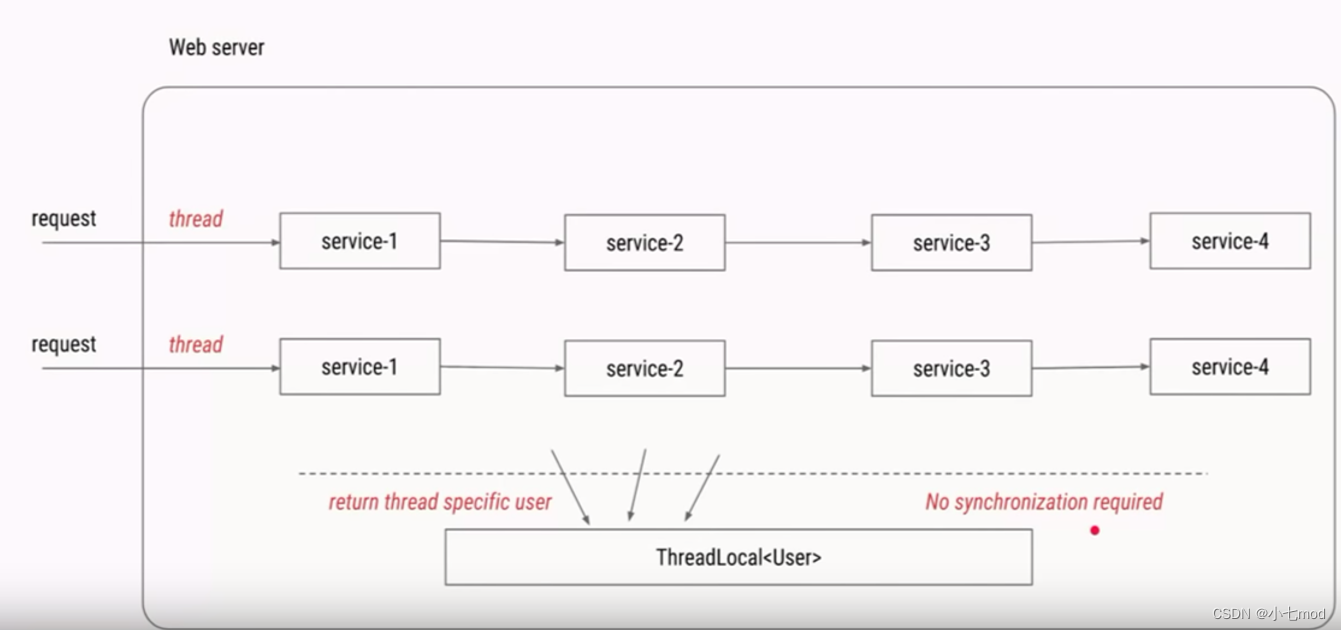 Web server
request
thread
service-1
service-2
service-3
service-4
request
thread
service-1
service-2
service-3
service-4
return thread specific user
No synchronization required
ThreadLocal<User>
CSDN @小七mod